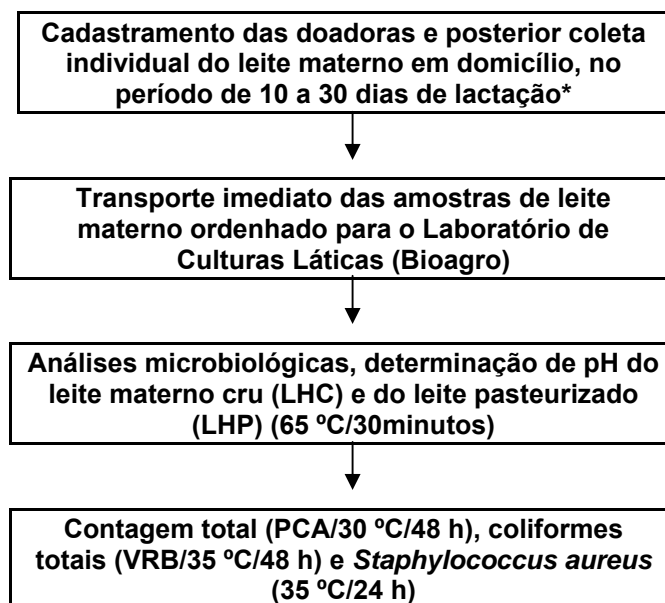 Cadastramento das doadoras e posterior coleta
individual do leite materno em domicílio, no
período de 10 a 30 dias de lactação*
Transporte imediato das amostras de leite
materno ordenhado para o Laboratório de
Culturas Láticas (Bioagro)
Análises microbiológicas, determinação de pH do
leite materno cru (LHC) e do leite pasteurizado
(LHP) (65 ºC/30minutos)
Contagem total (PCA/30 ºC/48 h), coliformes
totais (VRB/35 ºC/48 h) e Staphylococcus aureus
(35 ºC/24 h)